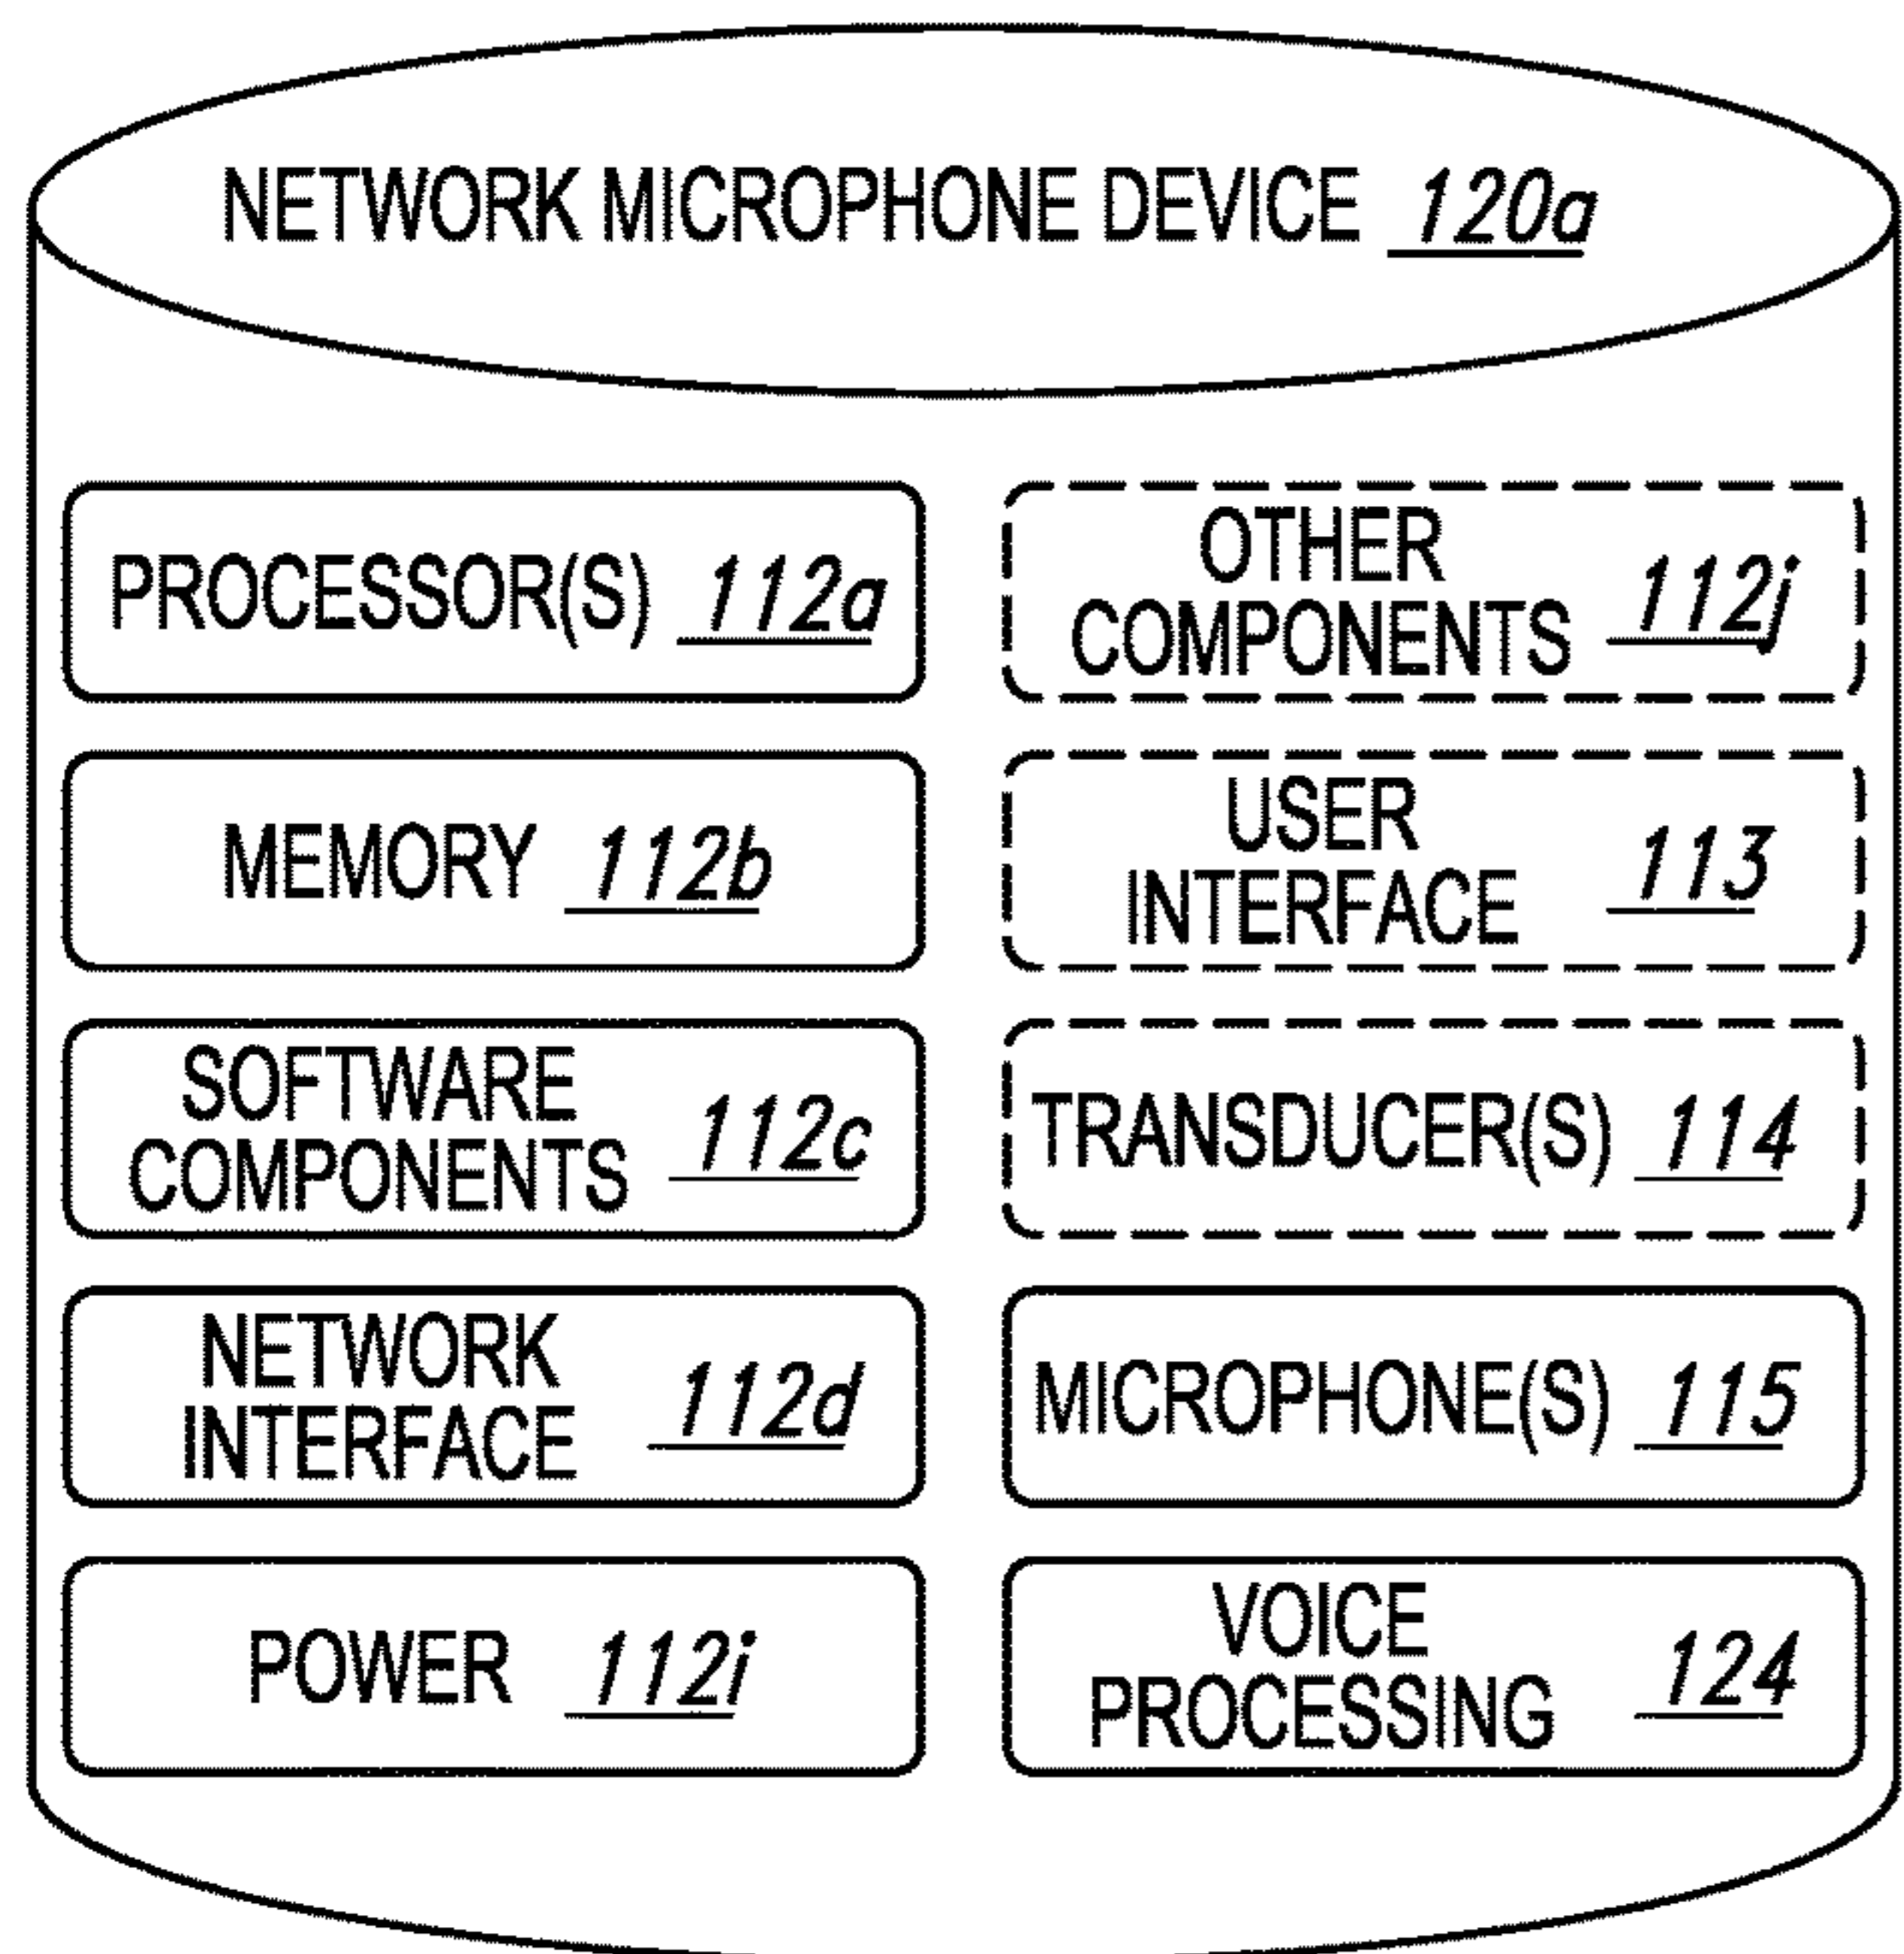 NETWORK MICROPHONE DEVICE 120a
PROCESSOR(S) 112a
MEMORY 112b
SOFTWARE
COMPONENTS 112c
NETWORK
INTERFACE 112d
POWER 112i
OTHER
COMPONENTS 112j
USER
INTERFACE 113
TRANSDUCER(S) 114
MICROPHONE(S) 115
VOICE
PROCESSING 124